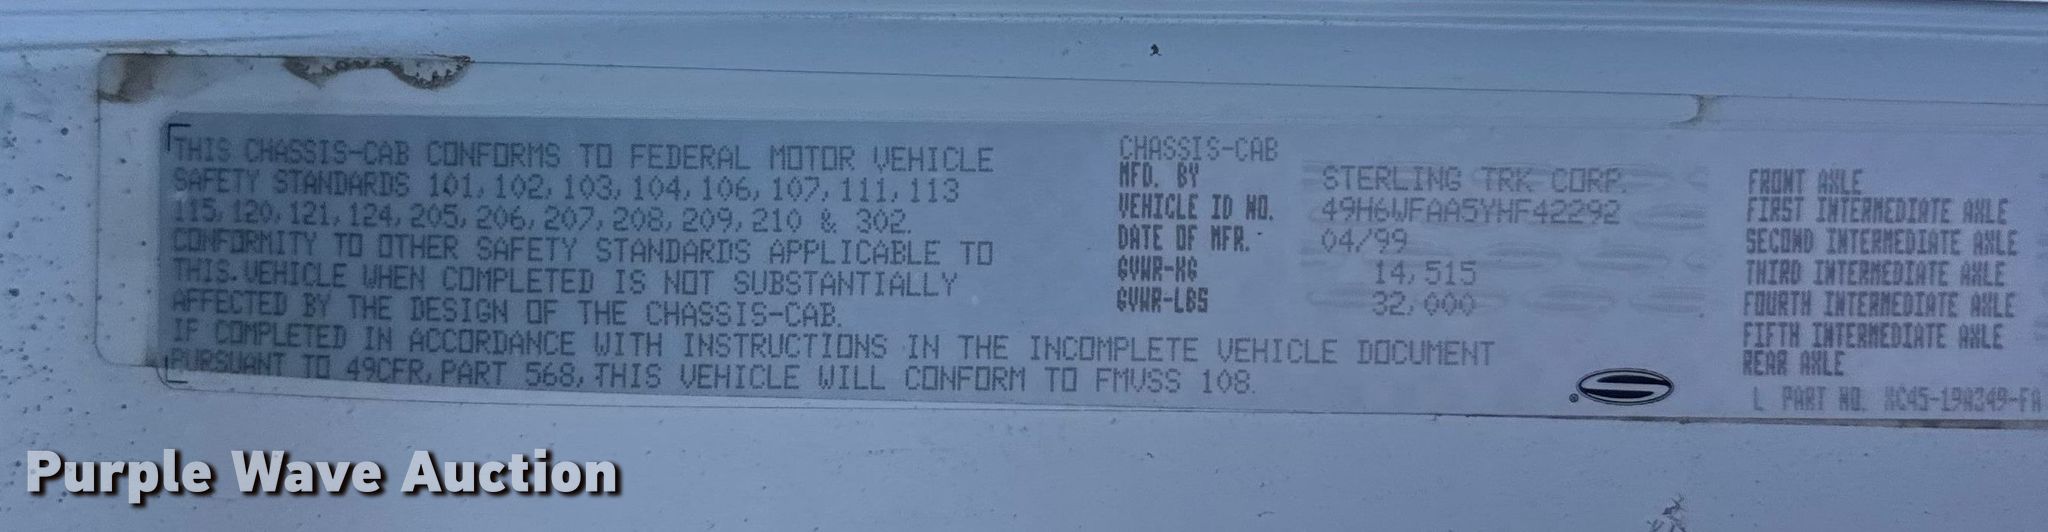 THIS CHASSIS-CAB CONFORMS TO FEDERAL MOTOR VEHICLE
SAFETY STANDARDS 101, 102, 103, 104, 106, 107, 111, 113
115, 120, 121, 124, 205, 206, 207, 208, 209, 210 & 302.
CONFORMITY TO OTHER SAFETY STANDARDS APPLICABLE TO
THIS VEHICLE WHEN COMPLETED IS NOT SUBSTANTIALLY
AFFECTED BY THE DESIGN OF THE CHASSIS-CAB.
IF COMPLETED IN ACCORDANCE WITH INSTRUCTIONS IN THE INCOMPLETE VEHICLE DOCUMENT
PURSUANT TO 49CFR, PART 568, THIS VEHICLE WILL CONFORM TO FMVSS 108.
CHASSIS-CAB
MFD. BY STERLING TRK CORP.
VEHICLE ID NO. 49H6WFAA5YHF42292
DATE OF MFR. 04/99
GVWR-KG 14,515
GVWR-LBS 32,000
FRONT AXLE
FIRST INTERMEDIATE AXLE
SECOND INTERMEDIATE AXLE
THIRD INTERMEDIATE AXLE
FOURTH INTERMEDIATE AXLE
FIFTH INTERMEDIATE AXLE
REAR AXLE
L PART NO. XC45-19A349-FA
Purple Wave Auction